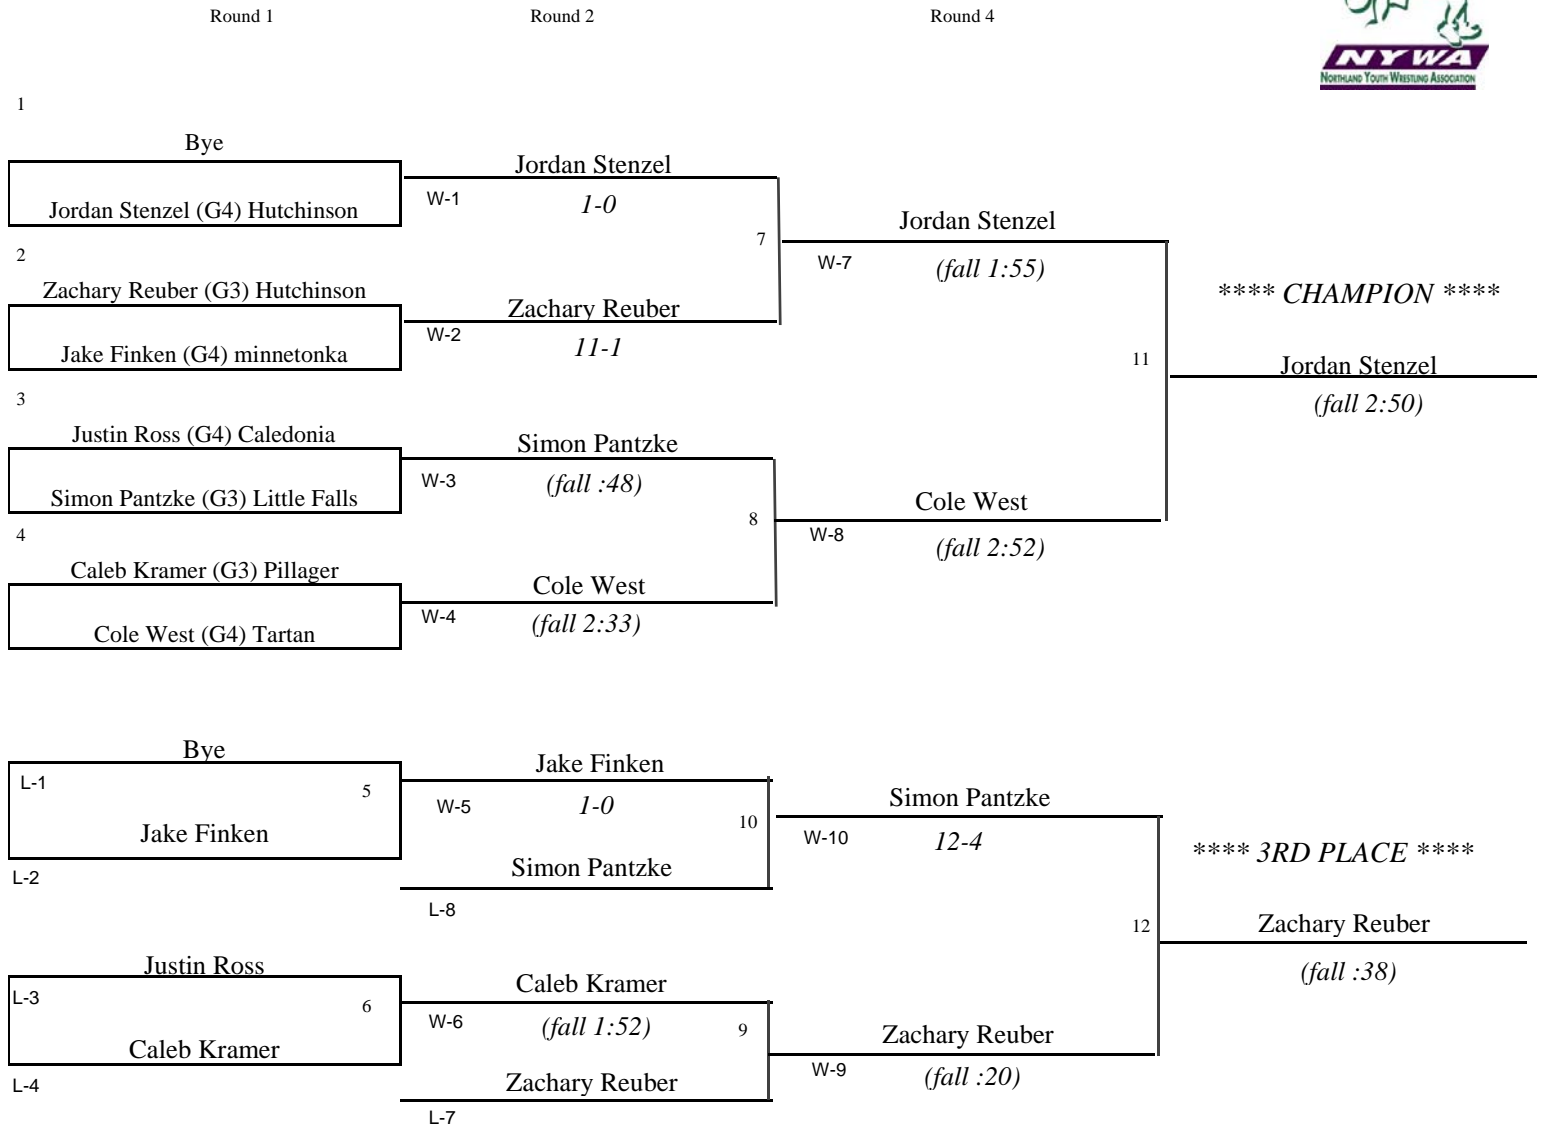 Round 1 Round 2 Round 4
NYWA
NORTHLAND YOUTH WRESTLING ASSOCIATION
1
Bye
Jordan Stenzel
W-1
1-0
Jordan Stenzel (G4) Hutchinson
Jordan Stenzel
7
2
W-7
(fall 1:55)
Zachary Reuber (G3) Hutchinson
**** CHAMPION ****
Zachary Reuber
W-2
11-1
Jake Finken (G4) minnetonka
11
Jordan Stenzel
(fall 2:50)
3
Justin Ross (G4) Caledonia
Simon Pantzke
W-3
(fall :48)
Simon Pantzke (G3) Little Falls
Cole West
8
4
W-8
(fall 2:52)
Caleb Kramer (G3) Pillager
Cole West
W-4
(fall 2:33)
Cole West (G4) Tartan
Bye
Jake Finken
L-1
5
W-5
1-0
Simon Pantzke
10
Jake Finken
W-10
12-4
**** 3RD PLACE ****
Simon Pantzke
L-2
L-8
12
Zachary Reuber
Justin Ross
(fall :38)
Caleb Kramer
L-3
6
W-6
(fall 1:52)
9
Zachary Reuber
Caleb Kramer
W-9
(fall :20)
Zachary Reuber
L-4
L-7